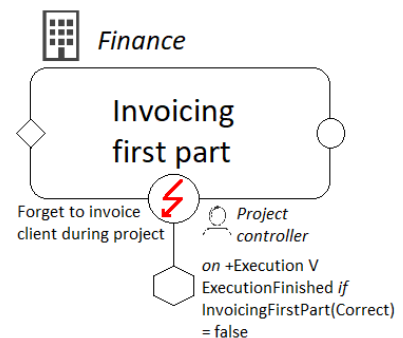 Finance
Invoicing
first part
Forget to invoice
client during project
Project
controller
on +Execution V
ExecutionFinished if
InvoicingFirstPart(Correct)
= false